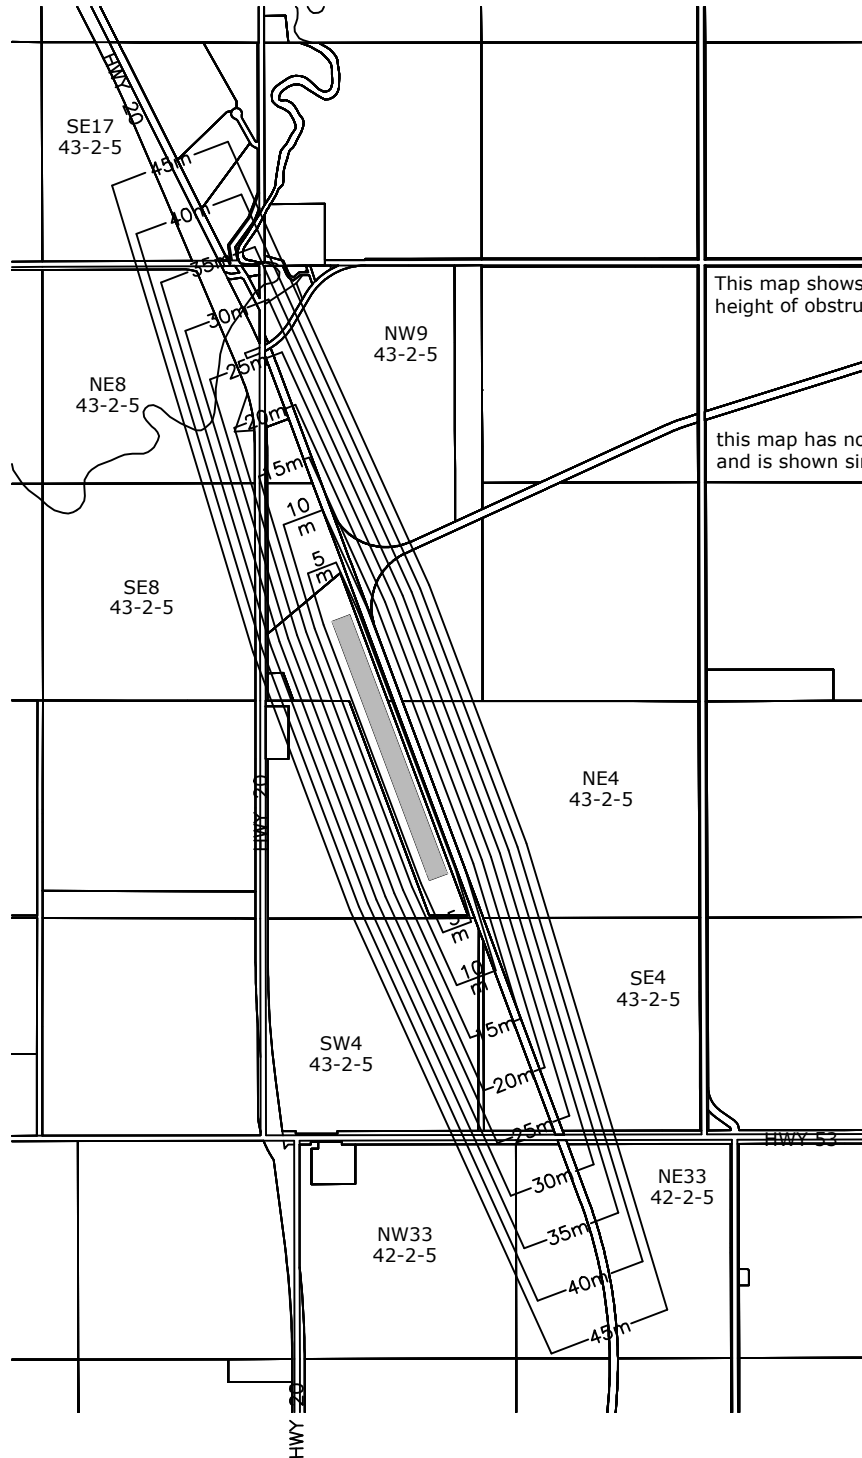 HWY 20
SE17
43-2-5
45m
40m
35m
30m
25m
20m
15m
10
m
5
m
This map shows
height of obstru
NW9
43-2-5
NE8
43-2-5
this map has no
and is shown sin
SE8
43-2-5
NE4
43-2-5
HWY 20
5
m
10
m
15m
20m
25m
30m
35m
40m
45m
SE4
43-2-5
SW4
43-2-5
HWY 53
NE33
42-2-5
NW33
42-2-5
HWY 20